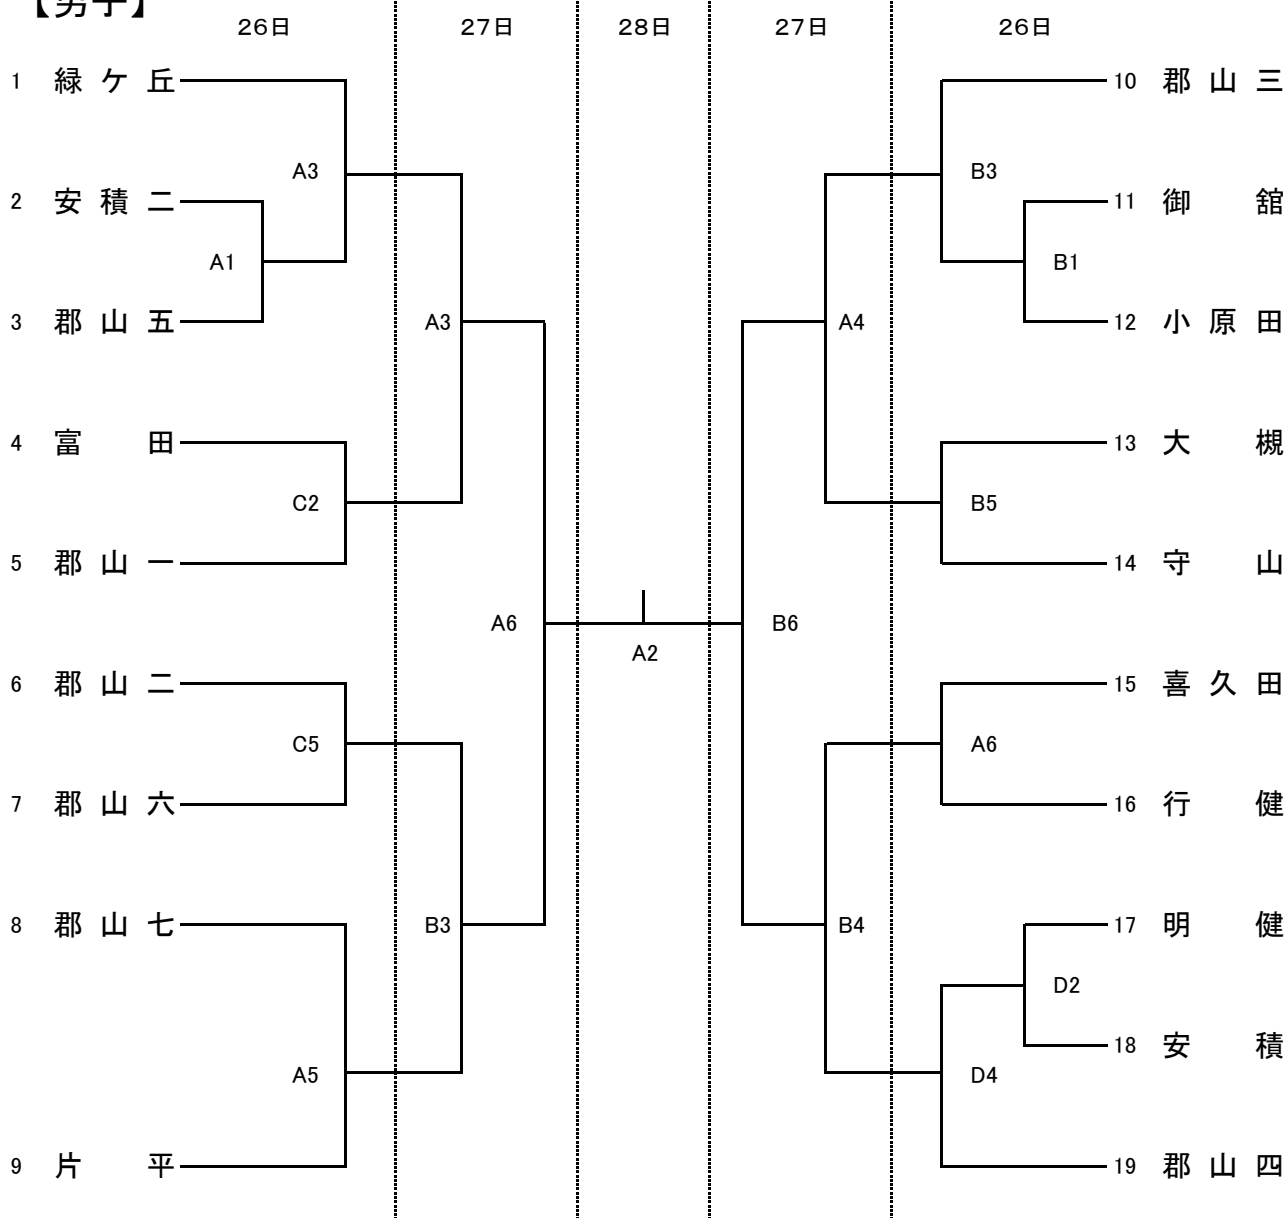 【男子】
26日 27日 28日 27日 26日
1 緑ケ丘 10 郡山三
A3 B3
2 安積二 11 御舘
A1 B1
3 郡山五 A3 A4 12 小原田
4 富田 13 大槻
C2 B5
5 郡山一 14 守山
A6 B6
A2
6 郡山二 15 喜久田
C5 A6
7 郡山六 16 行健
8 郡山七 B3 B4 17 明健
D2
18 安積
A5 D4
9 片平 19 郡山四